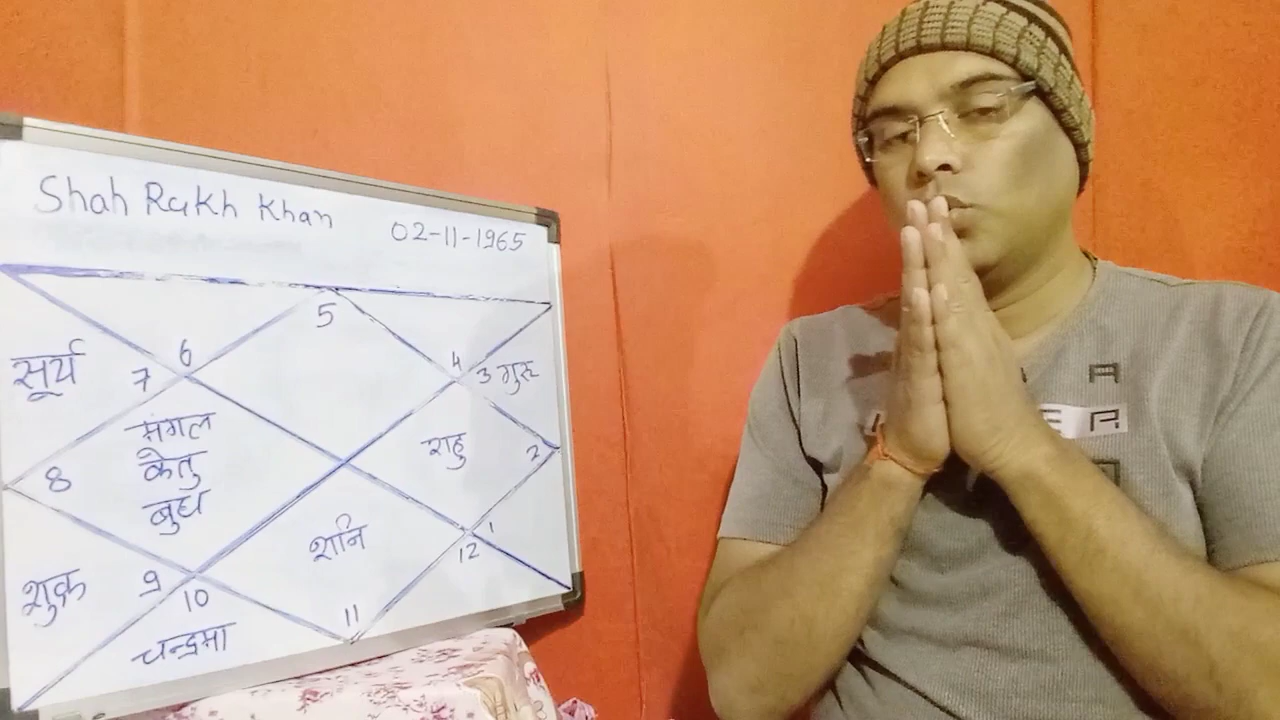 Shah Rukh Khan
02-11-1965
5
6
4
सूर्य 7
3 गुरू
मंगल
केतु
बुध
राहु
2
8
शनि
1
12
शुक्र 9
10
11
चन्द्रमा